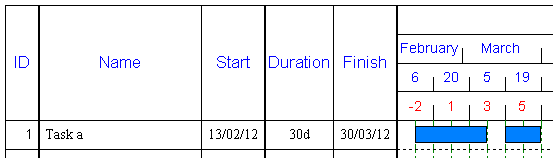 ID Name Start Duration Finish February March
6 20 5 19
-2 1 3 5
1 Task a 13/02/12 30d 30/03/12